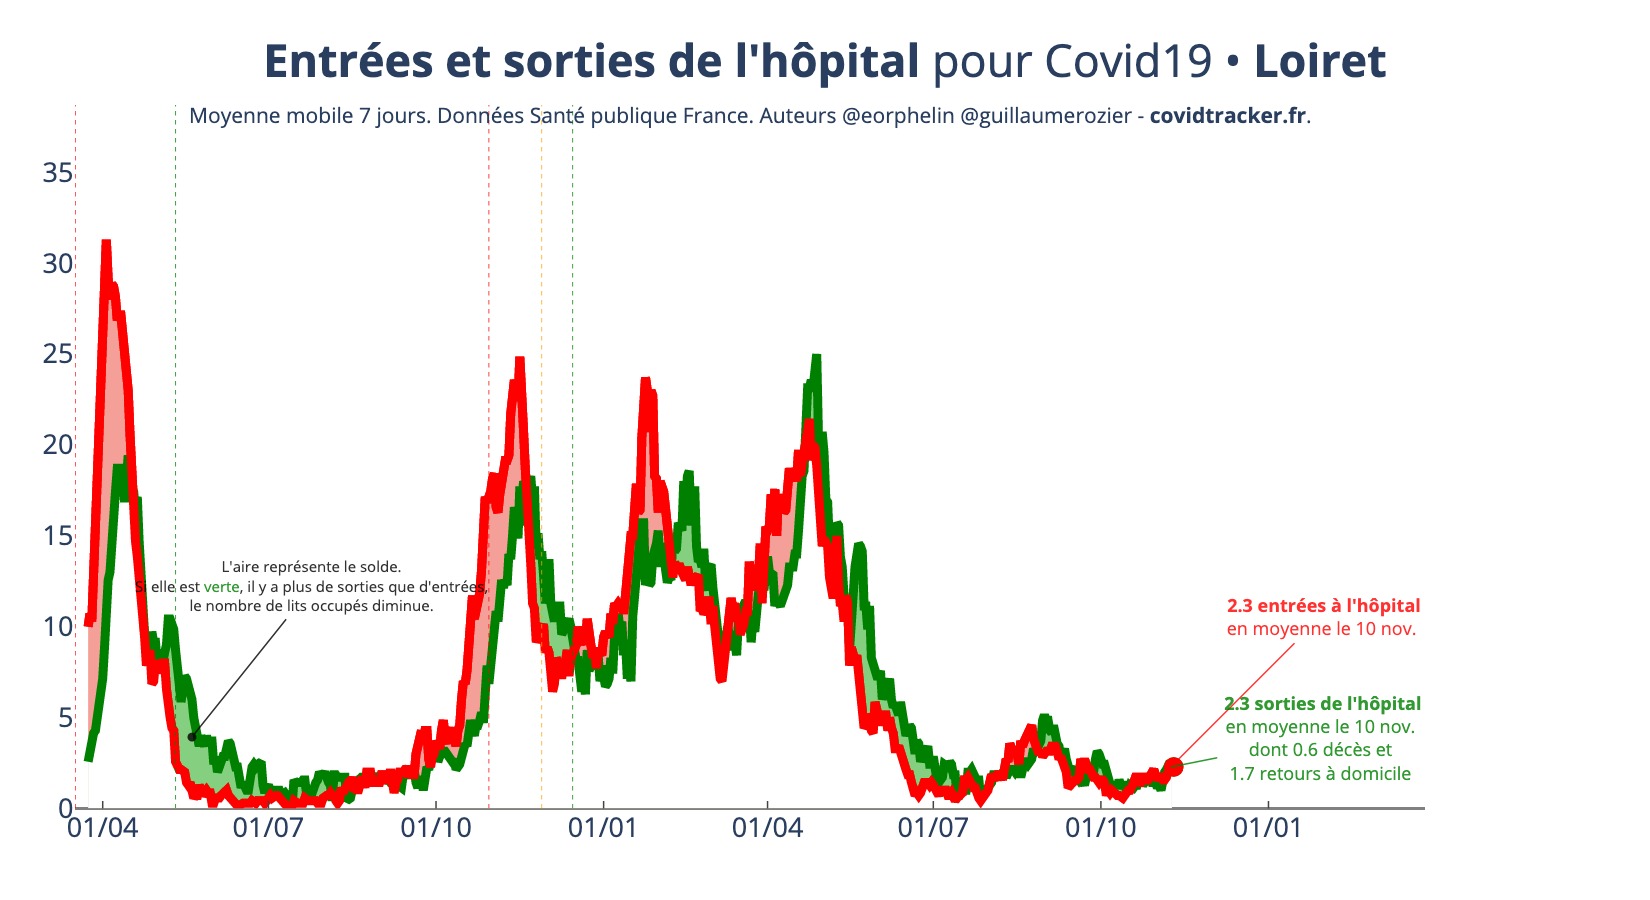 Entrées et sorties de l'hôpital pour Covid19 • Loiret
Moyenne mobile 7 jours. Données Santé publique France. Auteurs @eorphelin @guillaumerozier - covidtracker.fr.
35
30
25
20
15
10
5
0
L'aire représente le solde.
Si elle est verte, il y a plus de sorties que d'entrées,
le nombre de lits occupés diminue.
2.3 entrées à l'hôpital
en moyenne le 10 nov.
2.3 sorties de l'hôpital
en moyenne le 10 nov.
dont 0.6 décès et
1.7 retours à domicile
01/04 01/07 01/10 01/01 01/04 01/07 01/10 01/01